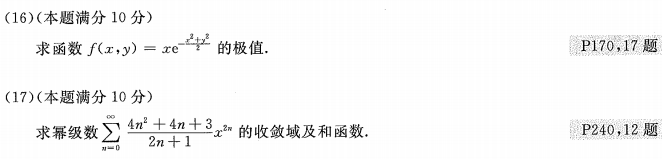 (16)(本题满分 10 分)
求函数 f(x,y) = xe^{-\frac{x^2+y^2}{2}} 的极值. P170,17 题
(17)(本题满分 10 分)
求幂级数 \sum_{n=0}^{\infty} \frac{4n^2+4n+3}{2n+1} x^{2n} 的收敛域及和函数. P240,12 题